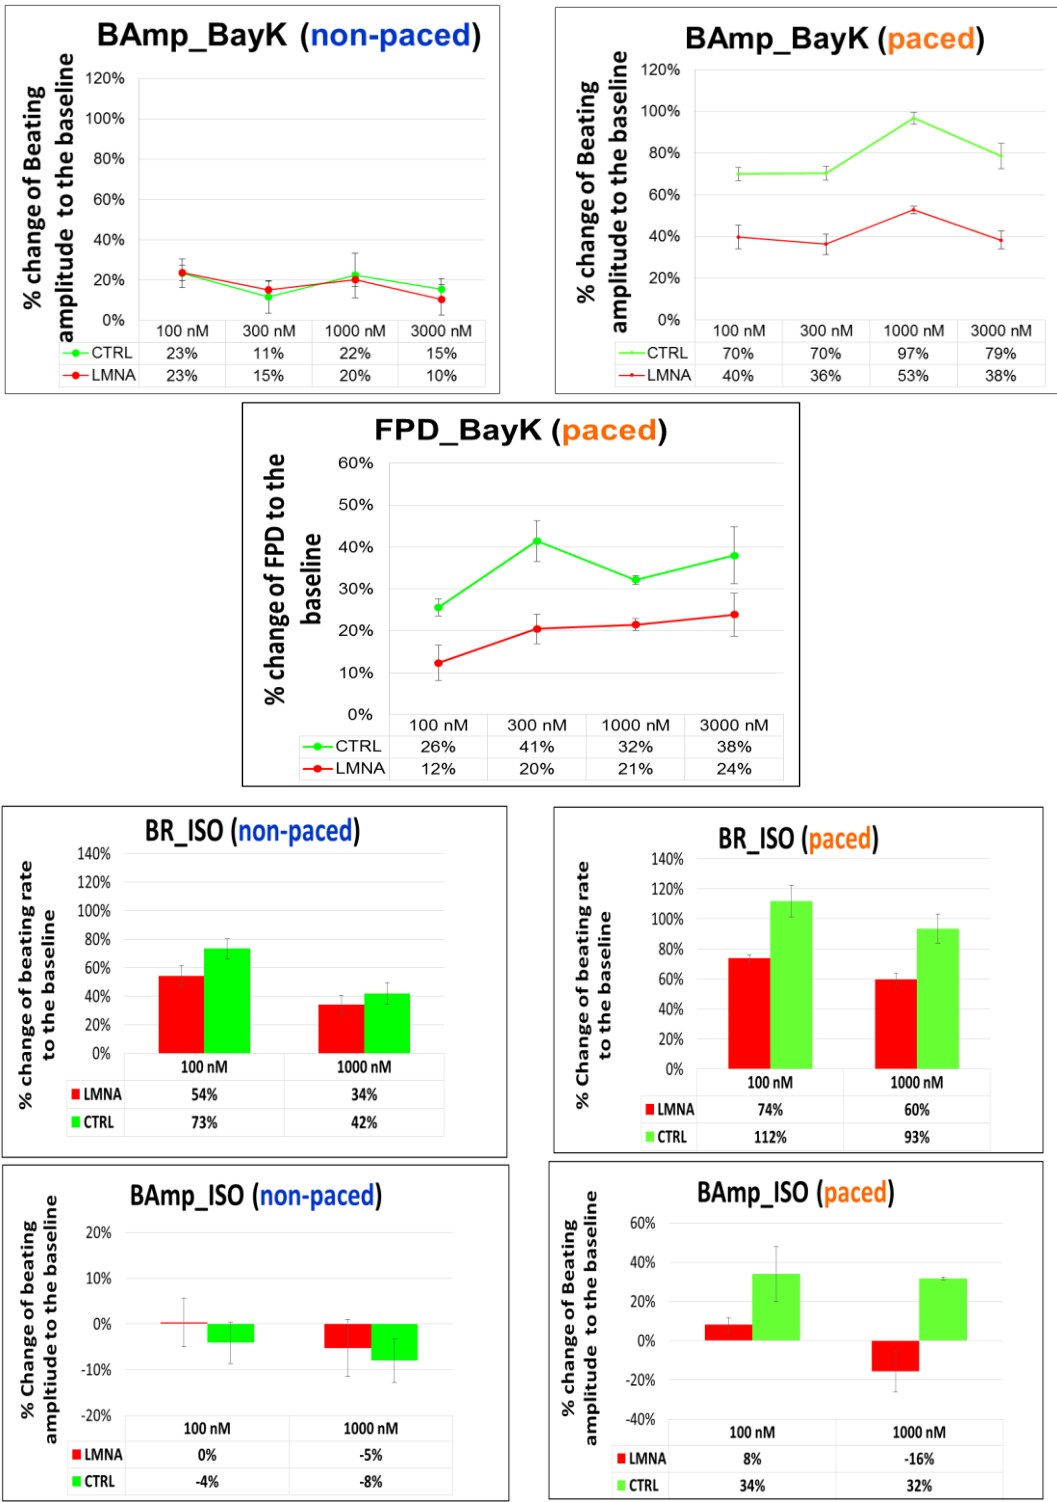 BAmp_BayK (non-paced)
% change of Beating
amplitude to the baseline
120%
100%
80%
60%
40%
20%
0%
100 nM 300 nM 1000 nM 3000 nM
CTRL 23% 11% 22% 15%
LMNA 23% 15% 20% 10%
BAmp_BayK (paced)
% change of Beating
amplitude to the baseline
120%
100%
80%
60%
40%
20%
0%
100 nM 300 nM 1000 nM 3000 nM
CTRL 70% 70% 97% 79%
LMNA 40% 36% 53% 38%
FPD_BayK (paced)
% change of FPD to the
baseline
60%
50%
40%
30%
20%
10%
0%
100 nM 300 nM 1000 nM 3000 nM
CTRL 26% 41% 32% 38%
LMNA 12% 20% 21% 24%
BR_ISO (non-paced)
% change of beating rate
to the baseline
140%
120%
100%
80%
60%
40%
20%
0%
100 nM 1000 nM
LMNA 54% 34%
CTRL 73% 42%
BR_ISO (paced)
% Change of beating rate
to the baseline
140%
120%
100%
80%
60%
40%
20%
0%
100 nM 1000 nM
LMNA 74% 60%
CTRL 112% 93%
BAmp_ISO (non-paced)
% Change of beating
ampltiude to the baseline
20%
10%
0%
-10%
-20%
100 nM 1000 nM
LMNA 0% -5%
CTRL -4% -8%
BAmp_ISO (paced)
% change of Beating
amplitude to the baseline
60%
40%
20%
0%
-20%
-40%
100 nM 1000 nM
LMNA 8% -16%
CTRL 34% 32%